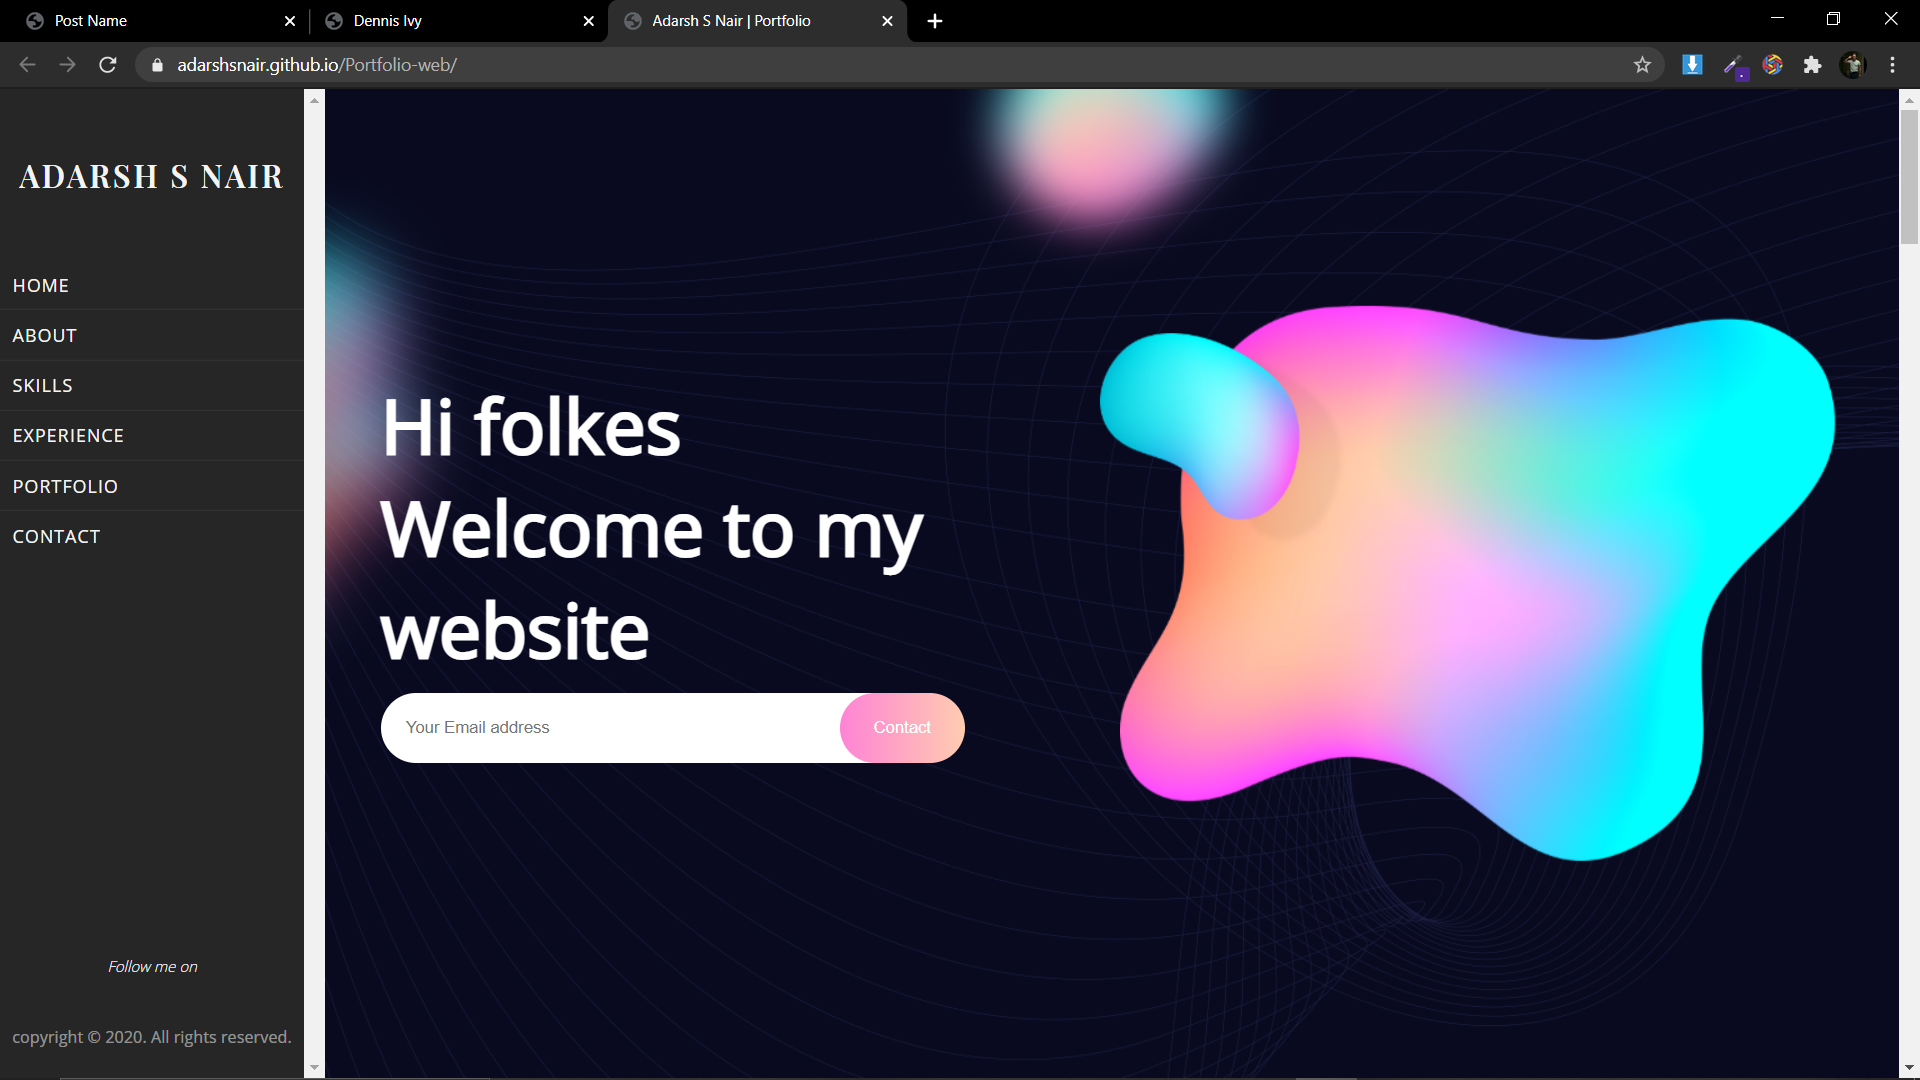 Post Name
Dennis Ivy
Adarsh S Nair | Portfolio
adarshsnair.github.io/Portfolio-web/
ADARSH S NAIR
HOME
ABOUT
SKILLS
EXPERIENCE
PORTFOLIO
CONTACT
Follow me on
copyright © 2020. All rights reserved.
Hi folkes
Welcome to my
website
Your Email address
Contact